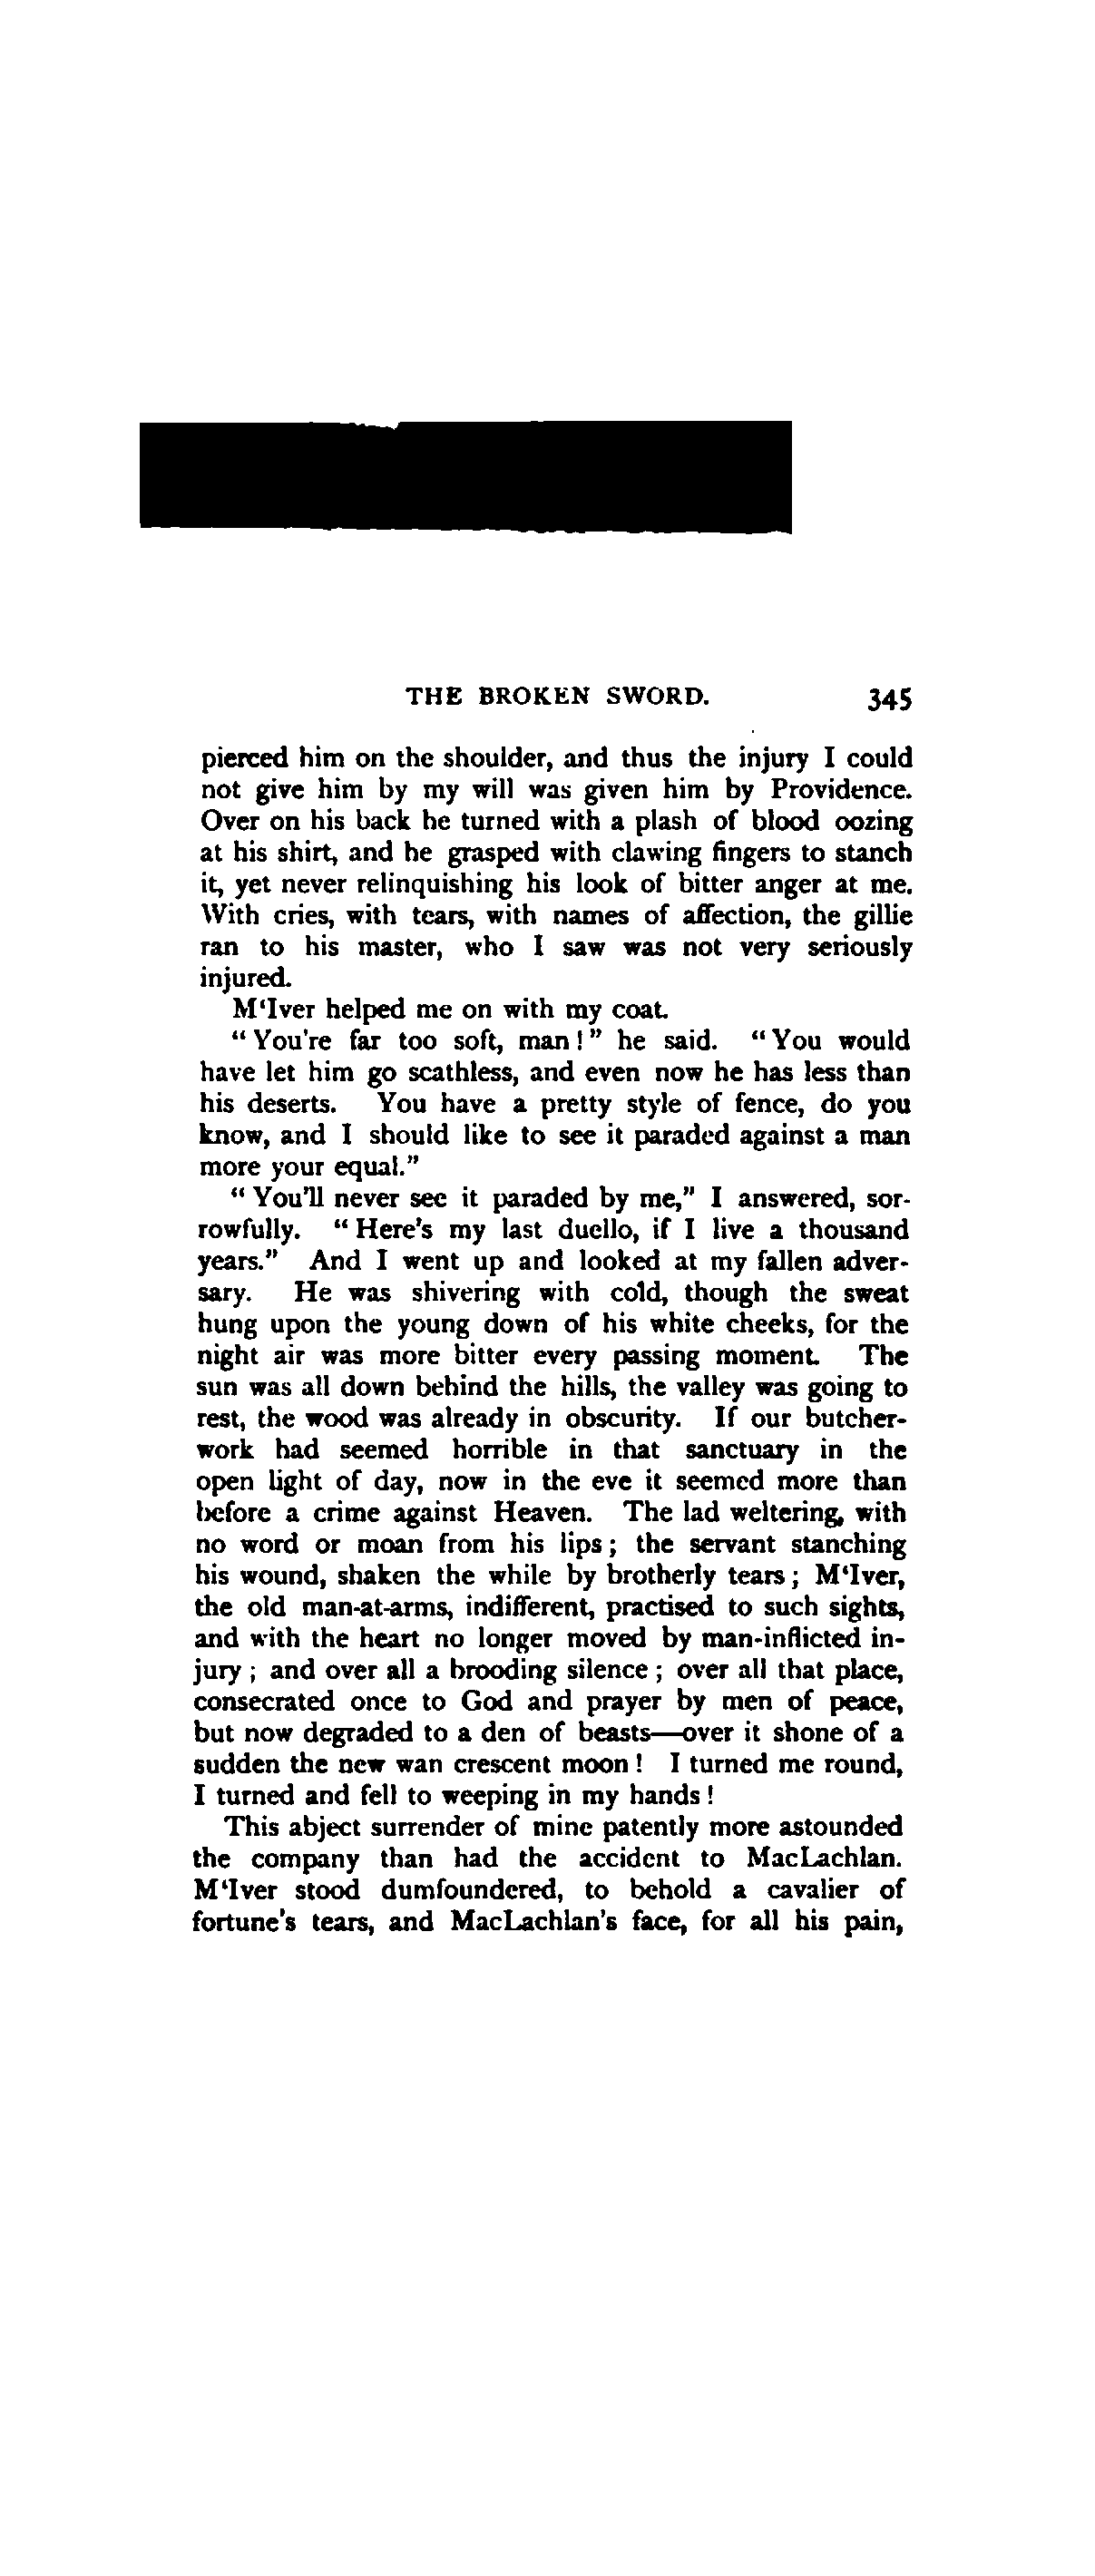 THE BROKEN SWORD. 345
pierced him on the shoulder, and thus the injury I could
not give him by my will was given him by Providence.
Over on his back he turned with a plash of blood oozing
at his shirt, and he grasped with clawing fingers to stanch
it, yet never relinquishing his look of bitter anger at me.
With cries, with tears, with names of affection, the gillie
ran to his master, who I saw was not very seriously
injured.
M‘Iver helped me on with my coat.
“You're far too soft, man!” he said. “You would
have let him go scathless, and even now he has less than
his deserts. You have a pretty style of fence, do you
know, and I should like to see it paraded against a man
more your equal.”
“You'll never see it paraded by me,” I answered, sor-
rowfully. “Here's my last duello, if I live a thousand
years.” And I went up and looked at my fallen adver-
sary. He was shivering with cold, though the sweat
hung upon the young down of his white cheeks, for the
night air was more bitter every passing moment. The
sun was all down behind the hills, the valley was going to
rest, the wood was already in obscurity. If our butcher-
work had seemed horrible in that sanctuary in the
open light of day, now in the eve it seemed more than
before a crime against Heaven. The lad weltering, with
no word or moan from his lips; the servant stanching
his wound, shaken the while by brotherly tears; M‘Iver,
the old man-at-arms, indifferent, practised to such sights,
and with the heart no longer moved by man-inflicted in-
jury; and over all a brooding silence; over all that place,
consecrated once to God and prayer by men of peace,
but now degraded to a den of beasts—over it shone of a
sudden the new wan crescent moon! I turned me round,
I turned and fell to weeping in my hands!
This abject surrender of mine patently more astounded
the company than had the accident to MacLachlan.
M‘Iver stood dumfoundered, to behold a cavalier of
fortune's tears, and MacLachlan's face, for all his pain,